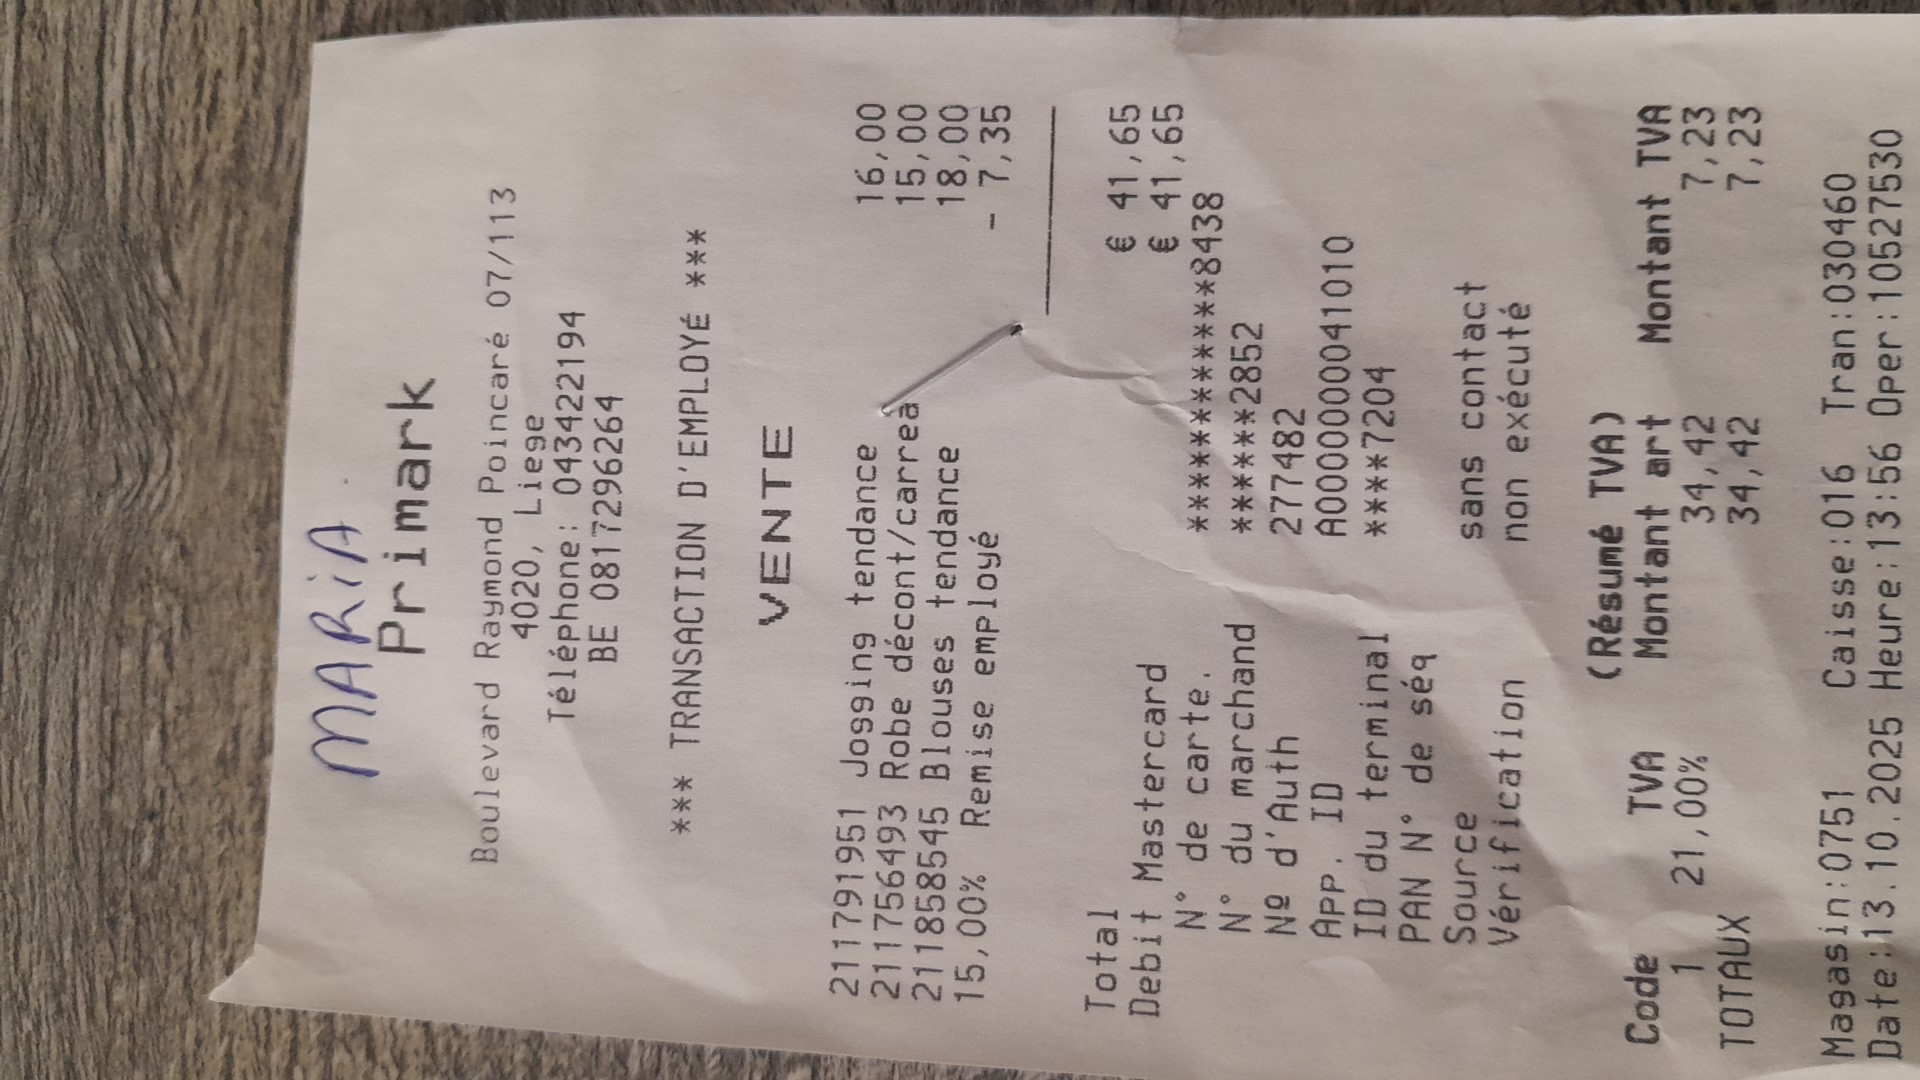 MARiA
Primark
Boulevard Raymond Poincaré 07/113
4020, Liege
Téléphone: 043422194
BE 0817296264
*** TRANSACTION D'EMPLOYÉ ***
VENTE
211791951 Jogging tendance 16,00
211756493 Robe décont/carrea 15,00
211858545 Blouses tendance 18,00
15,00% Remise employé - 7,35
Total € 41,65
Debit Mastercard € 41,65
N° de carte. ************8438
N° du marchand ******2852
Nº d'Auth 277482
App. ID A0000000041010
ID du terminal ****7204
PAN N° de séq
Source sans contact
Vérification non exécuté
(Résumé TVA)
Code TVA Montant art Montant TVA
1 21,00% 34,42 7,23
TOTAUX 34,42 7,23
Magasin:0751 Caisse:016 Tran:030460
Date:13.10.2025 Heure:13:56 Oper:10527530